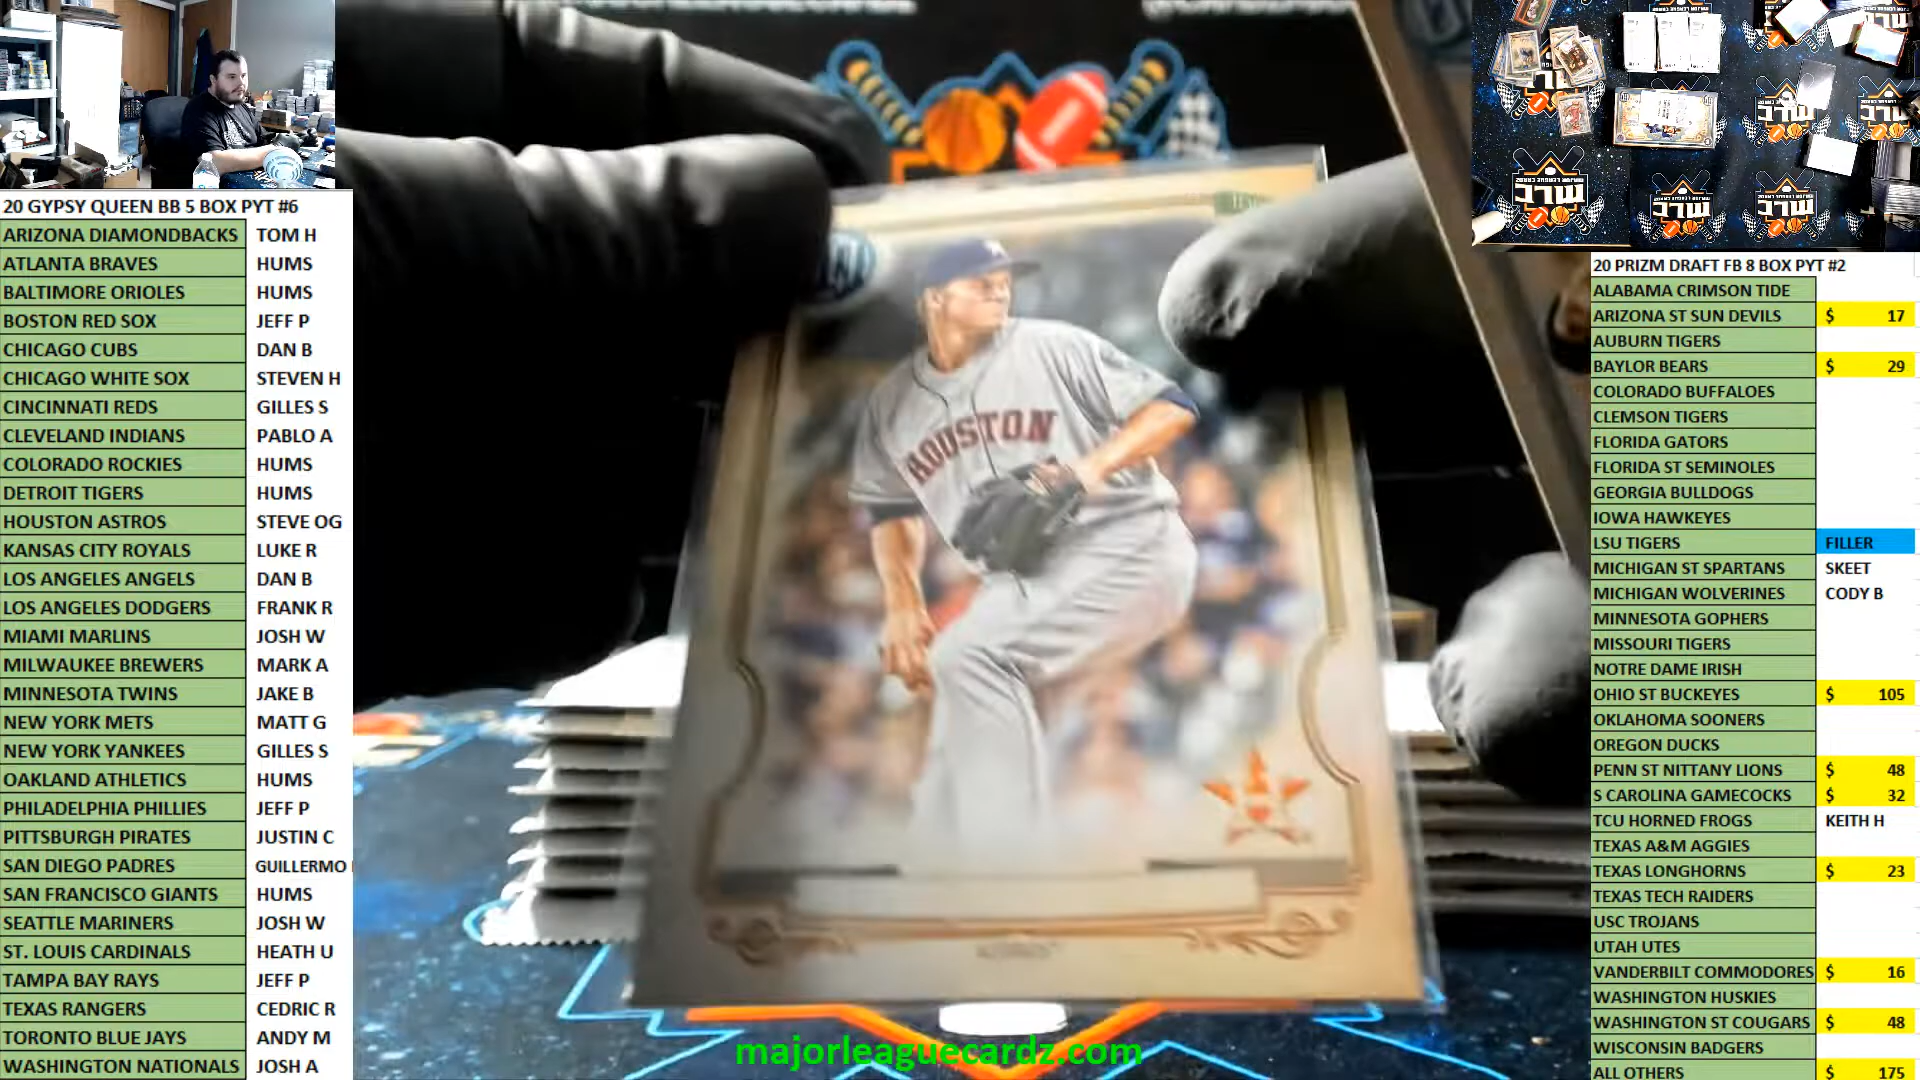 20 GYPSY QUEEN BB 5 BOX PYT #6
ARIZONA DIAMONDBACKS TOM H
ATLANTA BRAVES HUMS
BALTIMORE ORIOLES HUMS
BOSTON RED SOX JEFF P
CHICAGO CUBS DAN B
CHICAGO WHITE SOX STEVEN H
CINCINNATI REDS GILLES S
CLEVELAND INDIANS PABLO A
COLORADO ROCKIES HUMS
DETROIT TIGERS HUMS
HOUSTON ASTROS STEVE OG
KANSAS CITY ROYALS LUKE R
LOS ANGELES ANGELS DAN B
LOS ANGELES DODGERS FRANK R
MIAMI MARLINS JOSH W
MILWAUKEE BREWERS MARK A
MINNESOTA TWINS JAKE B
NEW YORK METS MATT G
NEW YORK YANKEES GILLES S
OAKLAND ATHLETICS HUMS
PHILADELPHIA PHILLIES JEFF P
PITTSBURGH PIRATES JUSTIN C
SAN DIEGO PADRES GUILLERMO
SAN FRANCISCO GIANTS HUMS
SEATTLE MARINERS JOSH W
ST. LOUIS CARDINALS HEATH U
TAMPA BAY RAYS JEFF P
TEXAS RANGERS CEDRIC R
TORONTO BLUE JAYS ANDY M
WASHINGTON NATIONALS JOSH A
HOUSTON
majorleaguecardz.com
20 PRIZM DRAFT FB 8 BOX PYT #2
ALABAMA CRIMSON TIDE
ARIZONA ST SUN DEVILS $ 17
AUBURN TIGERS
BAYLOR BEARS $ 29
COLORADO BUFFALOES
CLEMSON TIGERS
FLORIDA GATORS
FLORIDA ST SEMINOLES
GEORGIA BULLDOGS
IOWA HAWKEYES
LSU TIGERS FILLER
MICHIGAN ST SPARTANS SKEET
MICHIGAN WOLVERINES CODY B
MINNESOTA GOPHERS
MISSOURI TIGERS
NOTRE DAME IRISH
OHIO ST BUCKEYES $ 105
OKLAHOMA SOONERS
OREGON DUCKS
PENN ST NITTANY LIONS $ 48
S CAROLINA GAMECOCKS $ 32
TCU HORNED FROGS KEITH H
TEXAS A&M AGGIES
TEXAS LONGHORNS $ 23
TEXAS TECH RAIDERS
USC TROJANS
UTAH UTES
VANDERBILT COMMODORES $ 16
WASHINGTON HUSKIES
WASHINGTON ST COUGARS $ 48
WISCONSIN BADGERS
ALL OTHERS $ 175